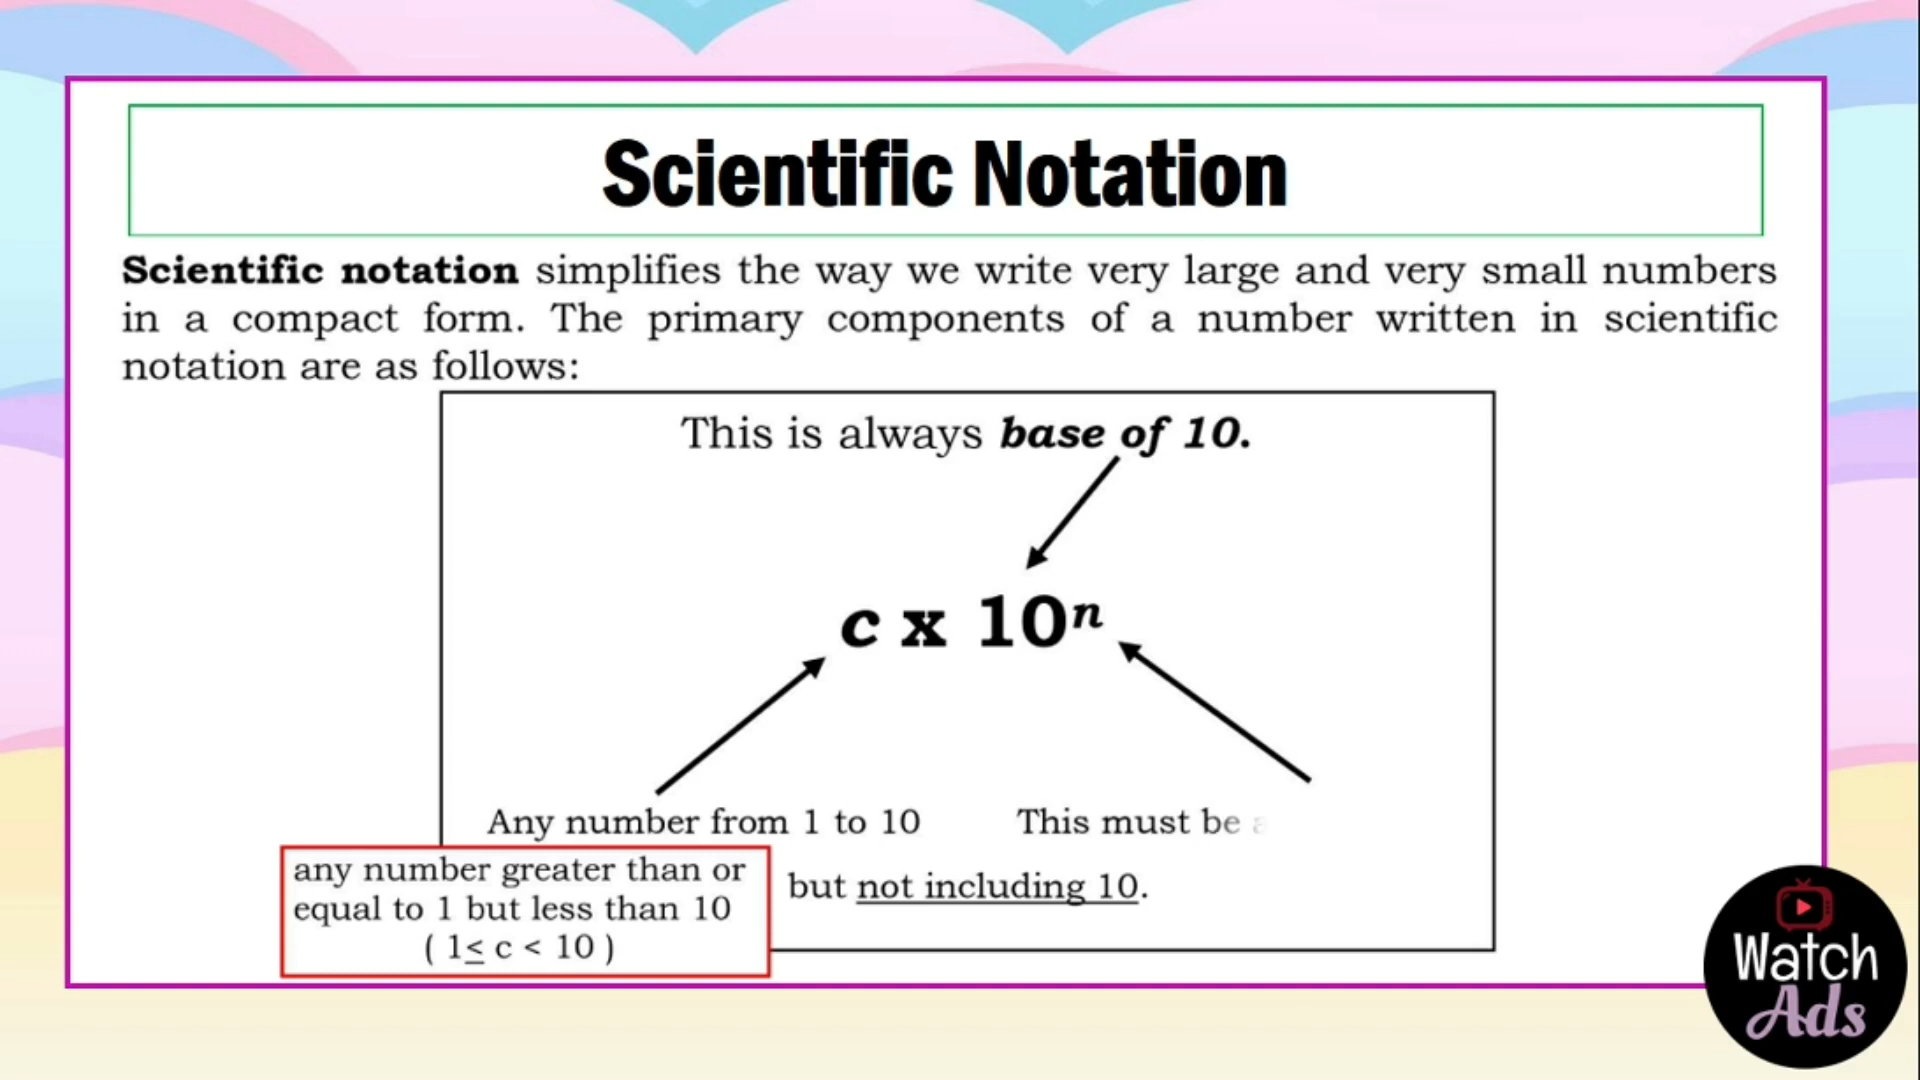 Scientific Notation
Scientific notation simplifies the way we write very large and very small numbers
in a compact form. The primary components of a number written in scientific
notation are as follows:
This is always base of 10.
c x 10ⁿ
Any number from 1 to 10
This must be
any number greater than or
equal to 1 but less than 10
( 1≤ c < 10 )
but not including 10.
Watch
Ads